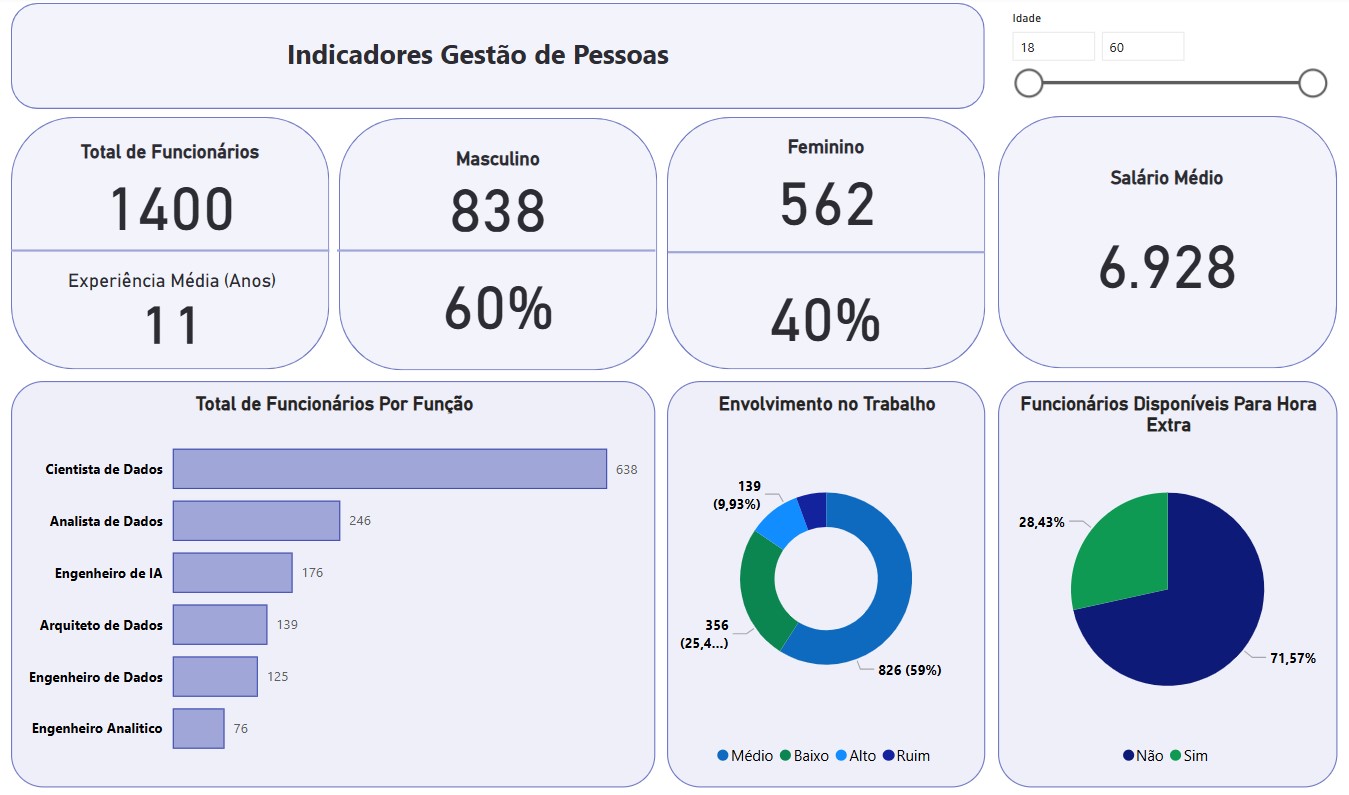 Indicadores Gestão de Pessoas
Idade
18
60
Total de Funcionários
1400
Experiência Média (Anos)
11
Masculino
838
60%
Feminino
562
40%
Salário Médio
6.928
Total de Funcionários Por Função
Cientista de Dados
638
Analista de Dados
246
Engenheiro de IA
176
Arquiteto de Dados
139
Engenheiro de Dados
125
Engenheiro Analitico
76
Envolvimento no Trabalho
139
(9,93%)
356
(25,4...)
826 (59%)
Médio Baixo Alto Ruim
Funcionários Disponíveis Para Hora
Extra
28,43%
71,57%
Não Sim